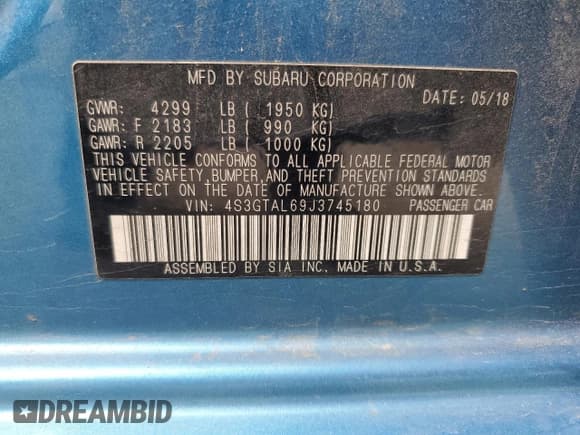 MFD BY SUBARU CORPORATION
DATE: 05/18
GVWR: 4299 LB ( 1950 KG)
GAWR: F 2183 LB ( 990 KG)
GAWR: R 2205 LB ( 1000 KG)
THIS VEHICLE CONFORMS TO ALL APPLICABLE FEDERAL MOTOR
VEHICLE SAFETY,BUMPER,AND THEFT PREVENTION STANDARDS
IN EFFECT ON THE DATE OF MANUFACTURE SHOWN ABOVE.
VIN: 4S3GTAL69J3745180 PASSENGER CAR
ASSEMBLED BY SIA INC, MADE IN U.S.A.
DREAMBID